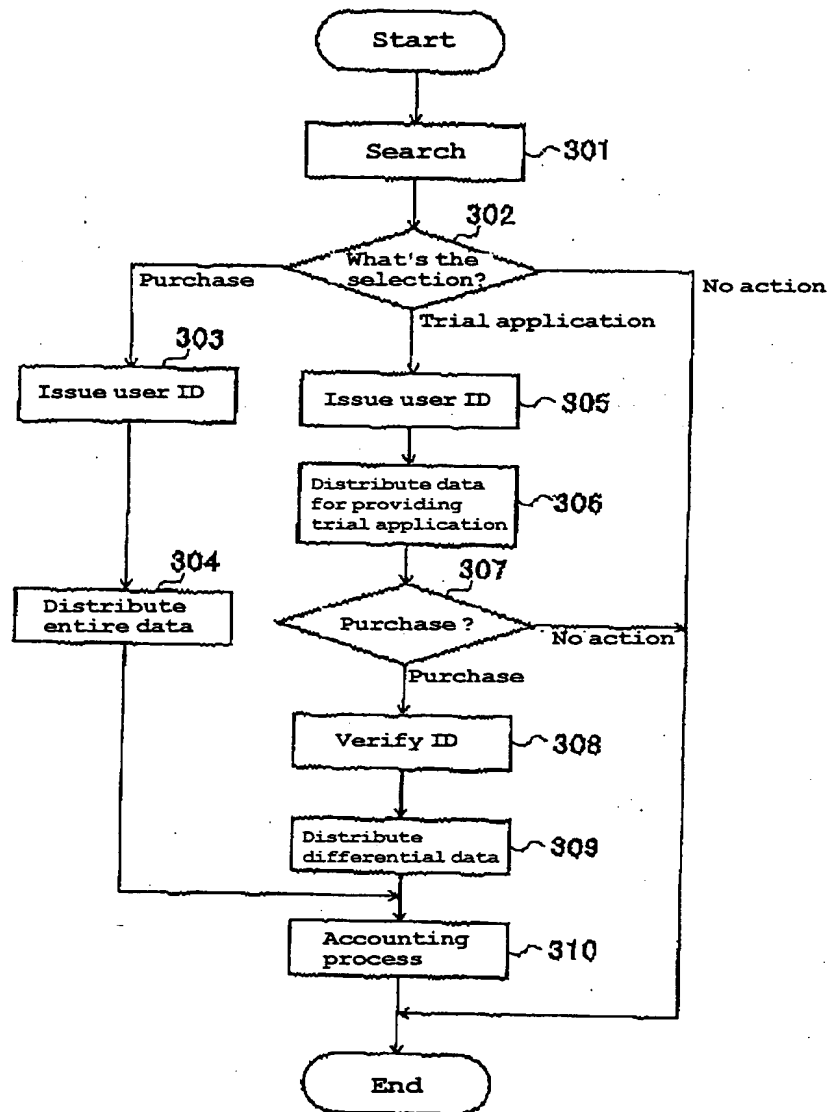 Start
Search
301
302
What's the
selection?
Purchase
No action
Trial application
303
Issue user ID
Issue user ID
305
Distribute data
for providing
trial application
306
304
Distribute
entire data
307
Purchase ?
No action
Purchase
Verify ID
308
Distribute
differential data
309
Accounting
process
310
End